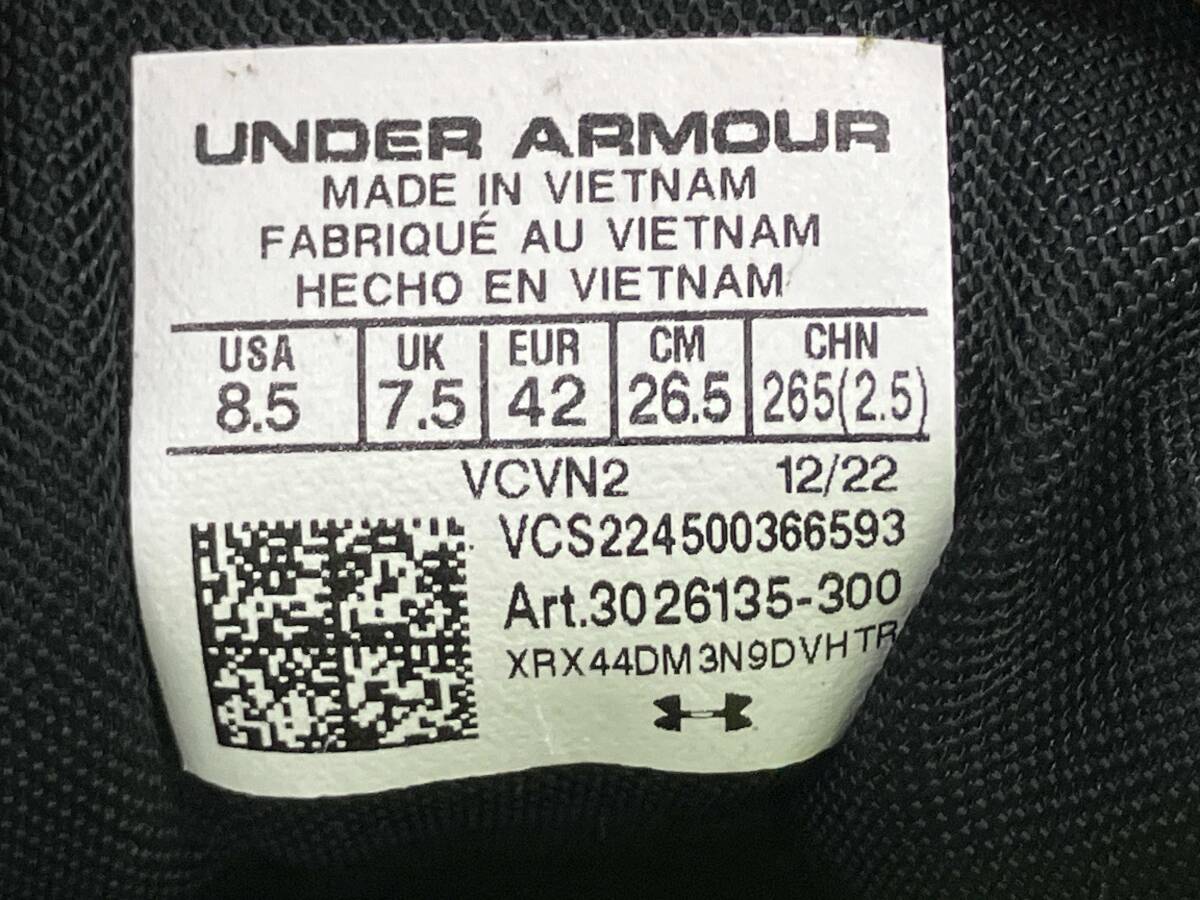 UNDER ARMOUR
MADE IN VIETNAM
FABRIQUÉ AU VIETNAM
HECHO EN VIETNAM
USA UK EUR CM CHN
8.5 7.5 42 26.5 265(2.5)
VCVN2 12/22
VCS224500366593
Art.3026135-300
XRX44DM3N9DVHTR